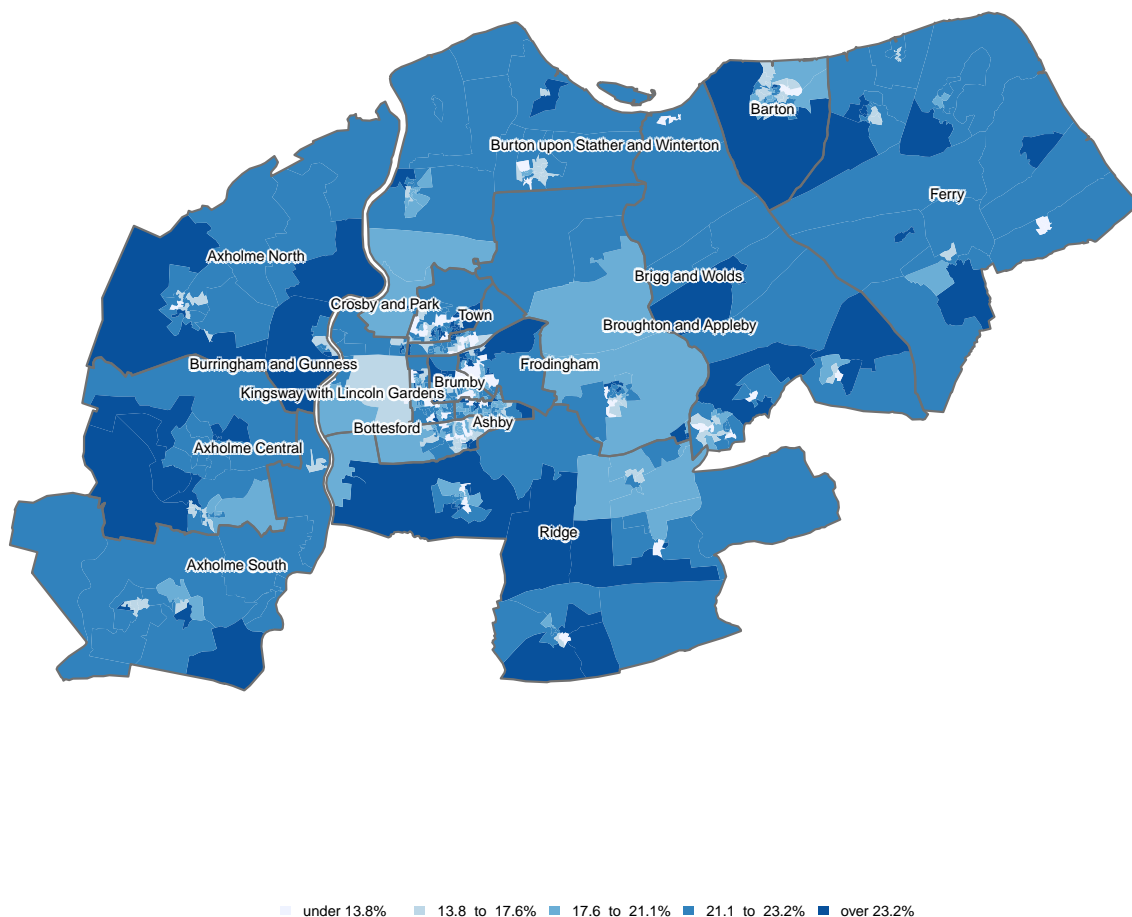 Barton
Burton upon Stather and Winterton
Ferry
Axholme North
Brigg and Wolds
Crosby and Park
Town
Broughton and Appleby
Burringham and Gunness
Frodingham
Brumby
Kingsway with Lincoln Gardens
Ashby
Bottesford
Axholme Central
Ridge
Axholme South
under 13.8% 13.8 to 17.6% 17.6 to 21.1% 21.1 to 23.2% over 23.2%